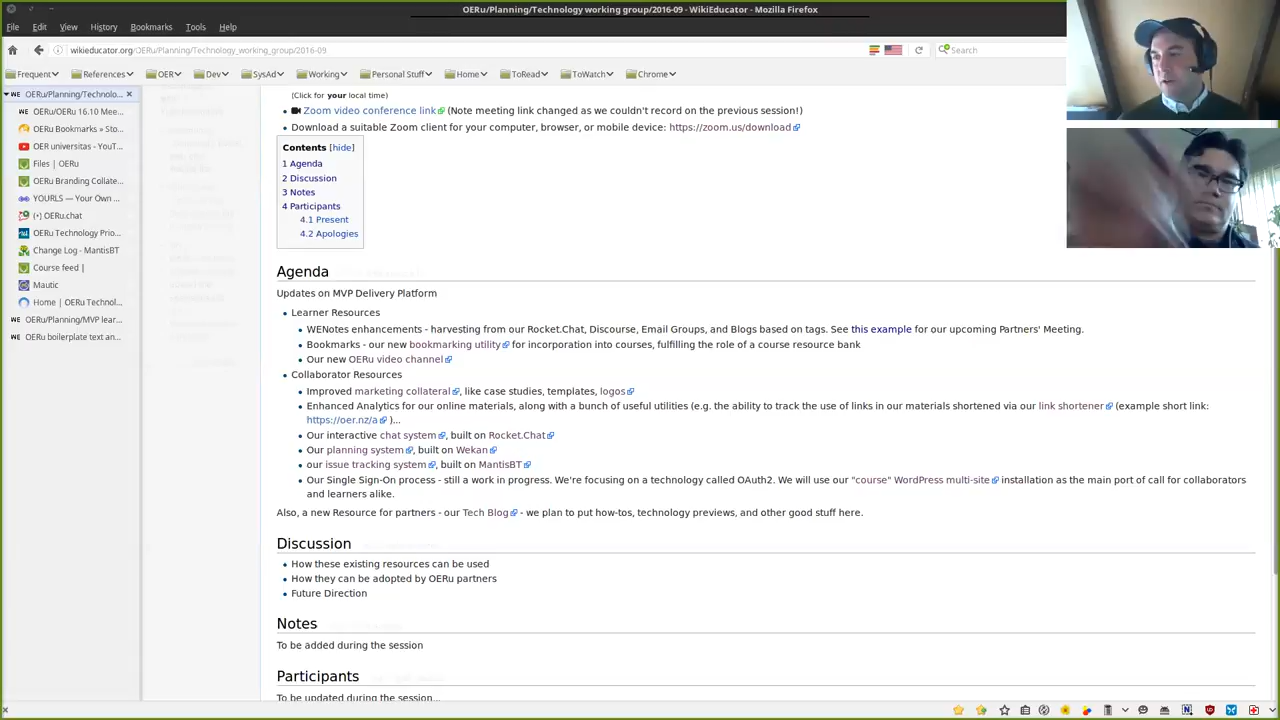 OERu/Planning/Technology working group/2016-09 - WikiEducator - Mozilla Firefox
File Edit View History Bookmarks Tools Help
wikieducator.org/OERu/Planning/Technology_working_group/2016-09
Search
Frequent References OER Dev SysAd Working Personal Stuff Home ToRead ToWatch Chrome
OERu/Planning/Technolo...
OERu/OERu 16.10 Mee...
OERu Bookmarks » Sto...
OER universitas - YouT...
Files | OERu
OERu Branding Collate...
YOURLS — Your Own ...
(•) OERu.chat
OERu Technology Prio...
Change Log - MantisBT
Course feed |
Mautic
Home | OERu Technol...
OERu/Planning/MVP lear...
OERu boilerplate text an...
(Click for your local time)
Zoom video conference link (Note meeting link changed as we couldn't record on the previous session!)
Download a suitable Zoom client for your computer, browser, or mobile device: https://zoom.us/download
Contents [hide]
1 Agenda
2 Discussion
3 Notes
4 Participants
4.1 Present
4.2 Apologies
Agenda
Updates on MVP Delivery Platform
Learner Resources
WENotes enhancements - harvesting from our Rocket.Chat, Discourse, Email Groups, and Blogs based on tags. See this example for our upcoming Partners' Meeting.
Bookmarks - our new bookmarking utility for incorporation into courses, fulfilling the role of a course resource bank
Our new OERu video channel
Collaborator Resources
Improved marketing collateral, like case studies, templates, logos
Enhanced Analytics for our online materials, along with a bunch of useful utilities (e.g. the ability to track the use of links in our materials shortened via our link shortener (example short link:
https://oer.nz/a )...
Our interactive chat system, built on Rocket.Chat
Our planning system, built on Wekan
our issue tracking system, built on MantisBT
Our Single Sign-On process - still a work in progress. We're focusing on a technology called OAuth2. We will use our "course" WordPress multi-site installation as the main port of call for collaborators
and learners alike.
Also, a new Resource for partners - our Tech Blog - we plan to put how-tos, technology previews, and other good stuff here.
Discussion
How these existing resources can be used
How they can be adopted by OERu partners
Future Direction
Notes
To be added during the session
Participants
To be updated during the session...